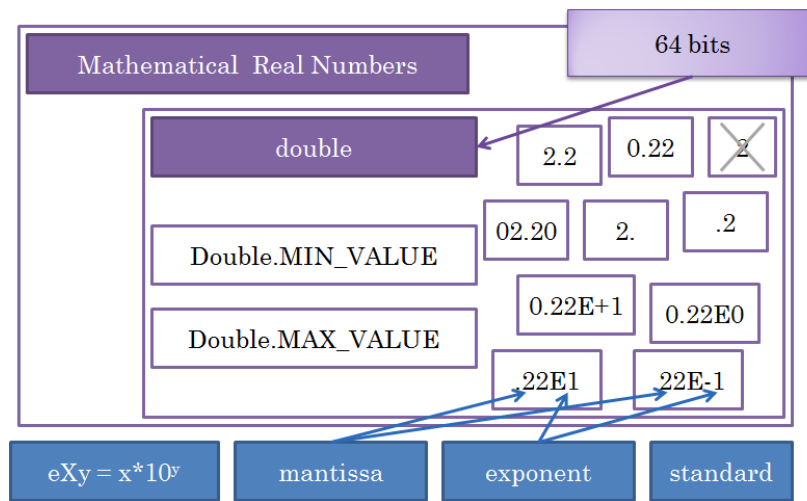 64 bits
Mathematical Real Numbers
double
2.2
0.22
2
02.20
2.
.2
Double.MIN_VALUE
0.22E+1
0.22E0
Double.MAX_VALUE
.22E1
22E-1
eXy = x*10ʸ
mantissa
exponent
standard